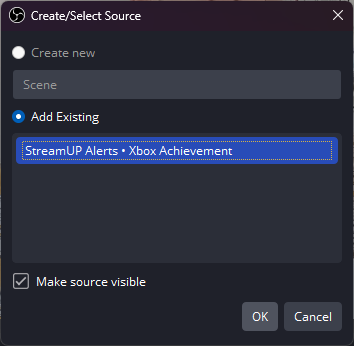 Create/Select Source
Create new
Scene
Add Existing
StreamUP Alerts • Xbox Achievement
Make source visible
OK
Cancel